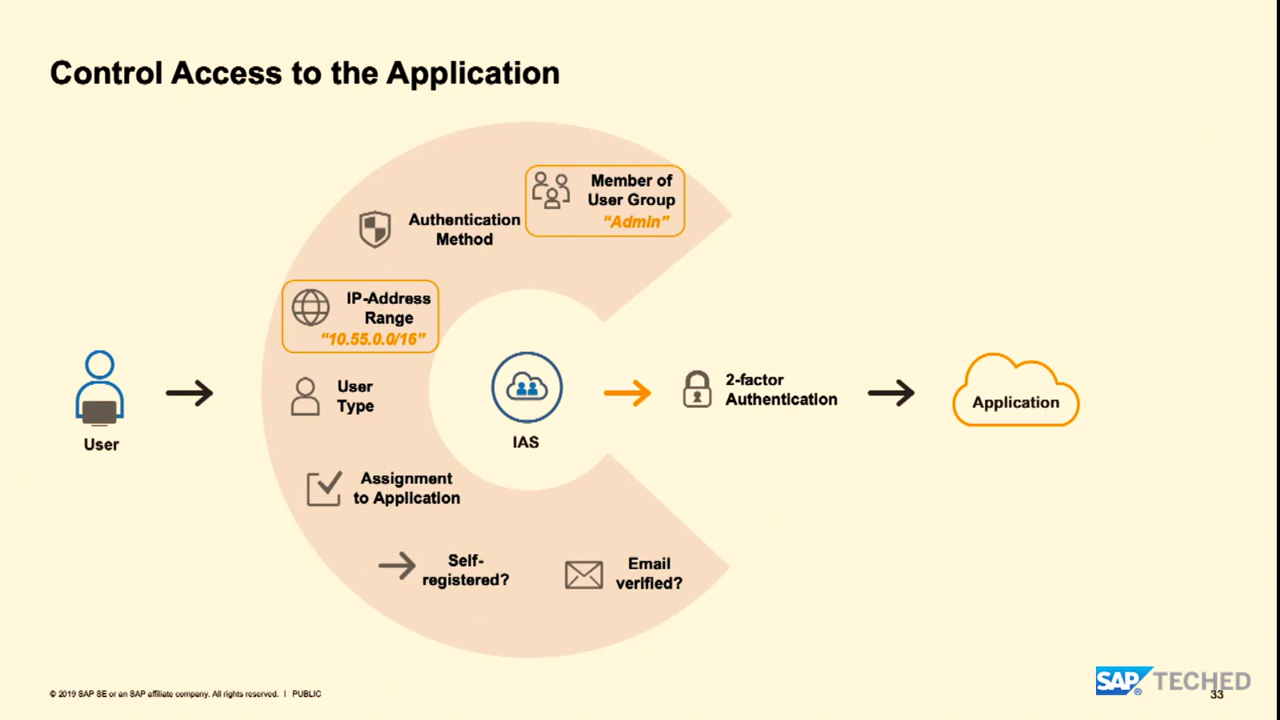 Control Access to the Application
Member of
User Group
“Admin”
Authentication
Method
IP-Address
Range
“10.55.0.0/16”
User
Type
Assignment
to Application
Self-
registered?
Email
verified?
User
IAS
2-factor
Authentication
Application
© 2019 SAP SE or an SAP affiliate company. All rights reserved. | PUBLIC
SAP® TECHED
33